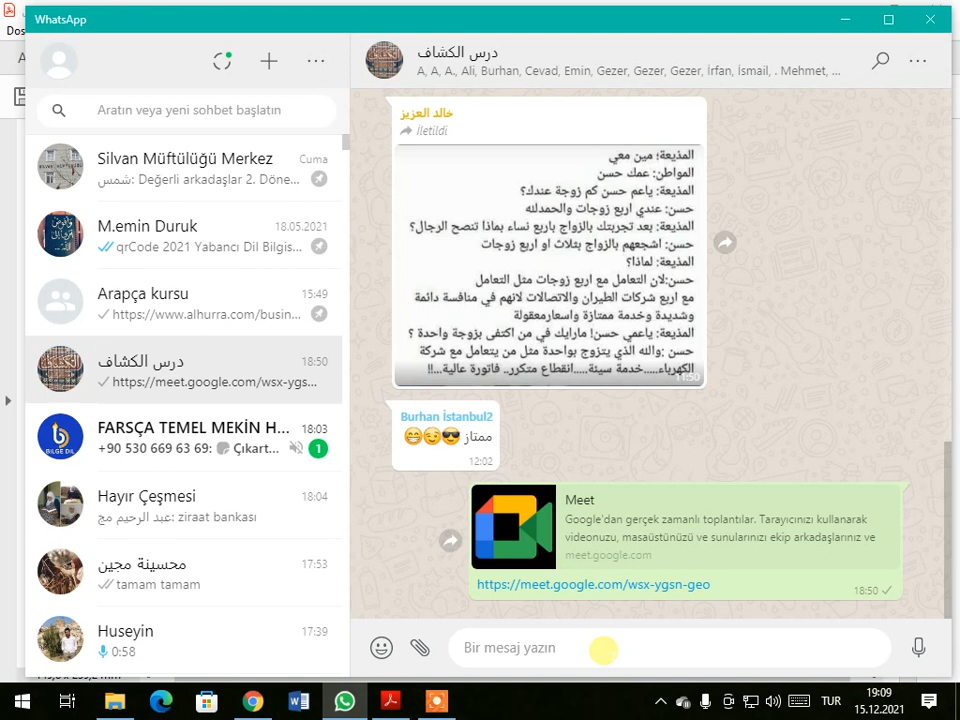 WhatsApp
Dos
Aratın veya yeni sohbet başlatın
Silvan Müftülüğü Merkez
Cuma
شمس: Değerli arkadaşlar 2. Döne...
M.emin Duruk
18.05.2021
qrCode 2021 Yabancı Dil Bilgis...
Arapça kursu
15:49
https://www.alhurra.com/busin...
درس الكشاف
18:50
https://meet.google.com/wsx-ygs...
FARSÇA TEMEL MEKİN H...
18:03
+90 530 669 63 69: Çıkart...
1
BILGE DIL
Hayır Çeşmesi
18:04
عبد الرحيم مج: ziraat bankası
محسينة مجين
17:53
tamam tamam
Huseyin
17:39
0:58
درس الكشاف
A, A, A., Ali, Burhan, Cevad, Emin, Gezer, Gezer, Gezer, İrfan, İsmail, . Mehmet, ...
خالد العزيز
İletildi
المذيعة؛ مين معي
المواطن: عمك حسن
المذيعة: ياعم حسن كم زوجة عندك؟
حسن: عندي اربع زوجات والحمدلله
المذيعة: بعد تجربتك بالزواج باربع نساء بماذا تنصح الرجال؟
حسن: اشجعهم بالزواج بثلاث او اربع زوجات
المذيعة: لماذا؟
حسن:لان التعامل مع اربع زوجات مثل التعامل
مع اربع شركات الطيران والاتصالات لانهم في منافسة دائمة
وشديدة وخدمة ممتازة واسعارمعقولة
المذيعة: ياعمي حسن! مارايك في من اكتفى بزوجة واحدة ؟
حسن :والله الذي يتزوج بواحدة مثل من يتعامل مع شركة
الكهرباء.....خدمة سيئة.....انقطاع متكرر.. فاتورة عالية...!!
11:50
Burhan İstanbul2
ممتاز 😎😏😁
12:02
Meet
Google'dan gerçek zamanlı toplantılar. Tarayıcınızı kullanarak
videonuzu, masaüstünüzü ve sunularınızı ekip arkadaşlarınız ve
meet.google.com
https://meet.google.com/wsx-ygsn-geo
18:50
Bir mesaj yazın
TUR
19:09
15.12.2021